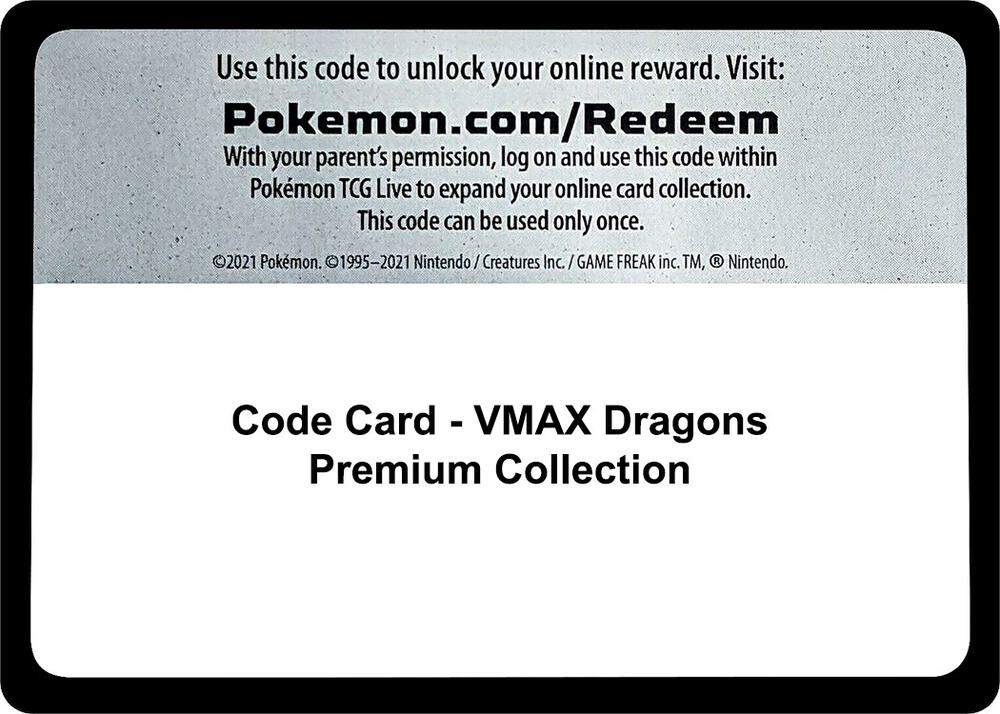 Use this code to unlock your online reward. Visit:
Pokemon.com/Redeem
With your parent's permission, log on and use this code within
Pokémon TCG Live to expand your online card collection.
This code can be used only once.
©2021 Pokémon. ©1995–2021 Nintendo / Creatures Inc. / GAME FREAK inc. TM, ® Nintendo.
Code Card - VMAX Dragons
Premium Collection